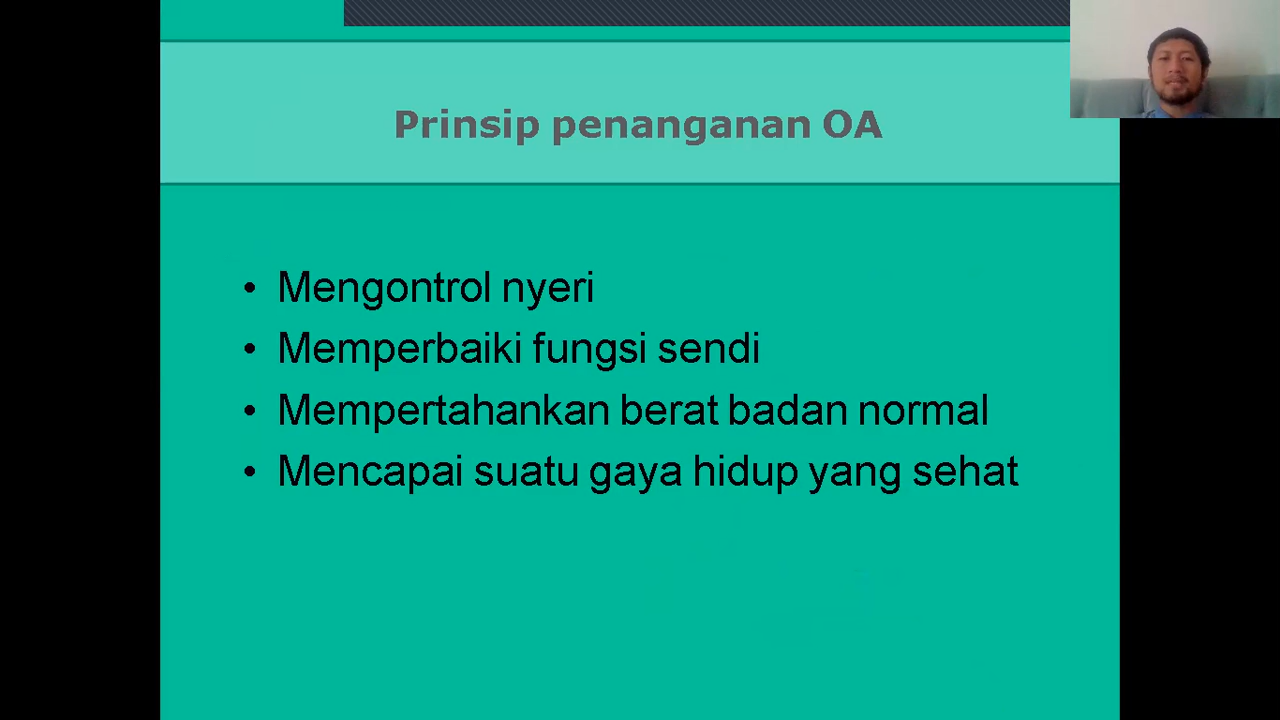 Prinsip penanganan OA
• Mengontrol nyeri
• Memperbaiki fungsi sendi
• Mempertahankan berat badan normal
• Mencapai suatu gaya hidup yang sehat